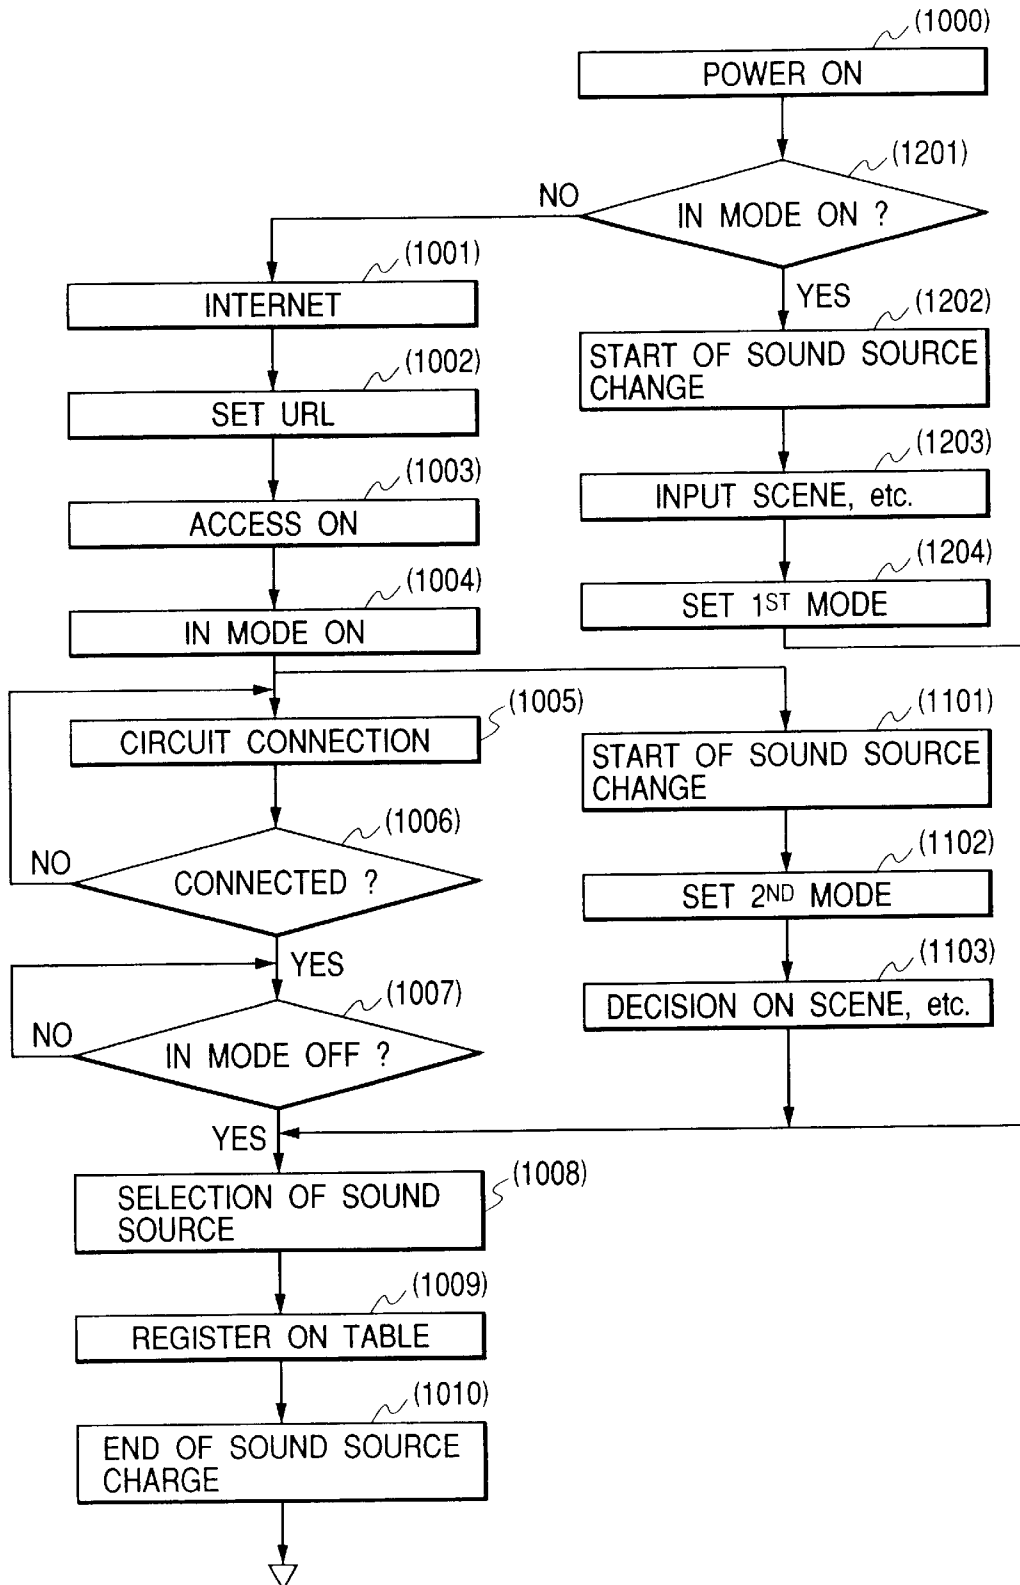 (1000)
POWER ON
(1201)
IN MODE ON ?
NO
YES
(1001)
INTERNET
(1002)
SET URL
(1003)
ACCESS ON
(1004)
IN MODE ON
(1202)
START OF SOUND SOURCE
CHANGE
(1203)
INPUT SCENE, etc.
(1204)
SET 1ST MODE
(1005)
CIRCUIT CONNECTION
(1006)
CONNECTED ?
NO
YES
(1007)
IN MODE OFF ?
NO
YES
(1101)
START OF SOUND SOURCE
CHANGE
(1102)
SET 2ND MODE
(1103)
DECISION ON SCENE, etc.
(1008)
SELECTION OF SOUND
SOURCE
(1009)
REGISTER ON TABLE
(1010)
END OF SOUND SOURCE
CHARGE